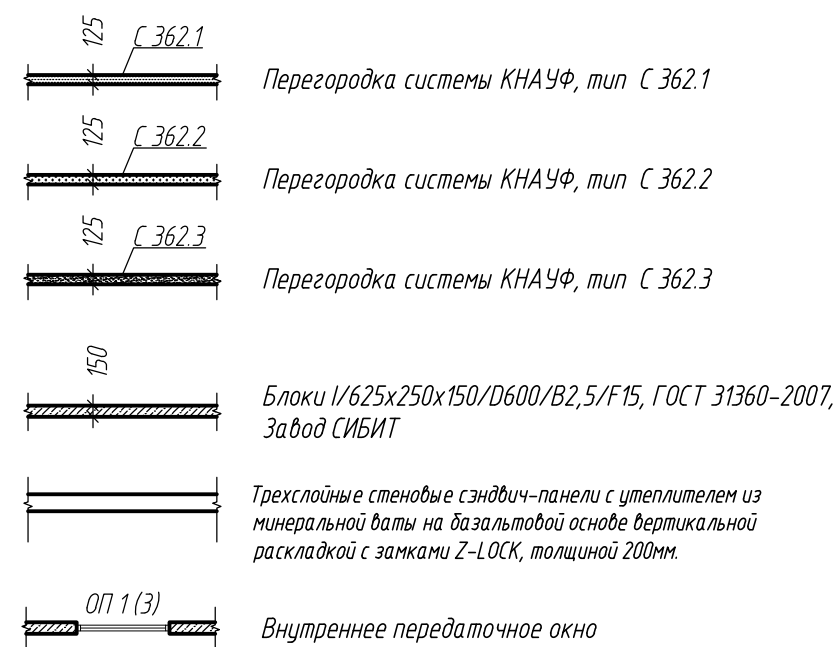 125
С 362.1
Перегородка системы КНАУФ, тип С 362.1
125
С 362.2
Перегородка системы КНАУФ, тип С 362.2
125
С 362.3
Перегородка системы КНАУФ, тип С 362.3
150
Блоки I/625х250х150/D600/В2,5/F15, ГОСТ 31360-2007,
Завод СИБИТ
Трехслойные стеновые сэндвич-панели с утеплителем из
минеральной ваты на базальтовой основе вертикальной
раскладкой с замками Z-LOCK, толщиной 200мм.
ОП 1 (3)
Внутреннее передаточное окно